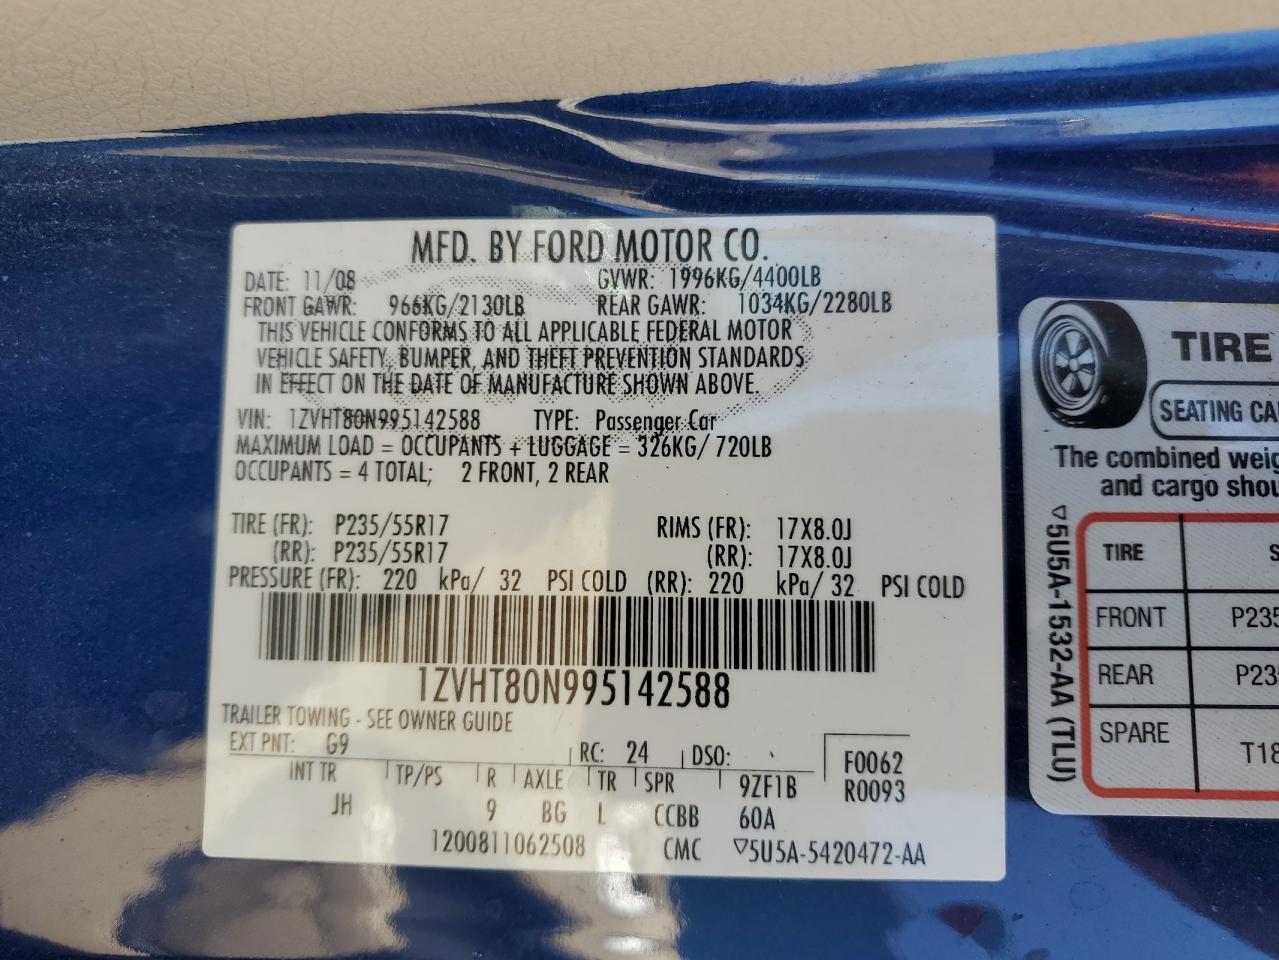 MFD. BY FORD MOTOR CO.
DATE: 11/08 GVWR: 1996KG/4400LB
FRONT GAWR: 966KG/2130LB REAR GAWR: 1034KG/2280LB
THIS VEHICLE CONFORMS TO ALL APPLICABLE FEDERAL MOTOR
VEHICLE SAFETY, BUMPER, AND THEFT PREVENTION STANDARDS
IN EFFECT ON THE DATE OF MANUFACTURE SHOWN ABOVE.
VIN: 1ZVHT80N995142588 TYPE: Passenger Car
MAXIMUM LOAD = OCCUPANTS + LUGGAGE = 326KG/ 720LB
OCCUPANTS = 4 TOTAL; 2 FRONT, 2 REAR
TIRE (FR): P235/55R17 RIMS (FR): 17X8.0J
(RR): P235/55R17 (RR): 17X8.0J
PRESSURE (FR): 220 kPa/ 32 PSI COLD (RR): 220 kPa/ 32 PSI COLD
1ZVHT80N995142588
TRAILER TOWING - SEE OWNER GUIDE
EXT PNT: G9 RC: 24 DSO:
F0062
R0093
INT TR TP/PS R AXLE TR SPR 9ZF1B
JH 9 BG L CCBB 60A
1200811062508 CMC ▽5U5A-5420472-AA
TIRE
SEATING CA
The combined weig
and cargo shou
▽5U5A-1532-AA (TLU)
TIRE S
FRONT P235
REAR P23
SPARE T18